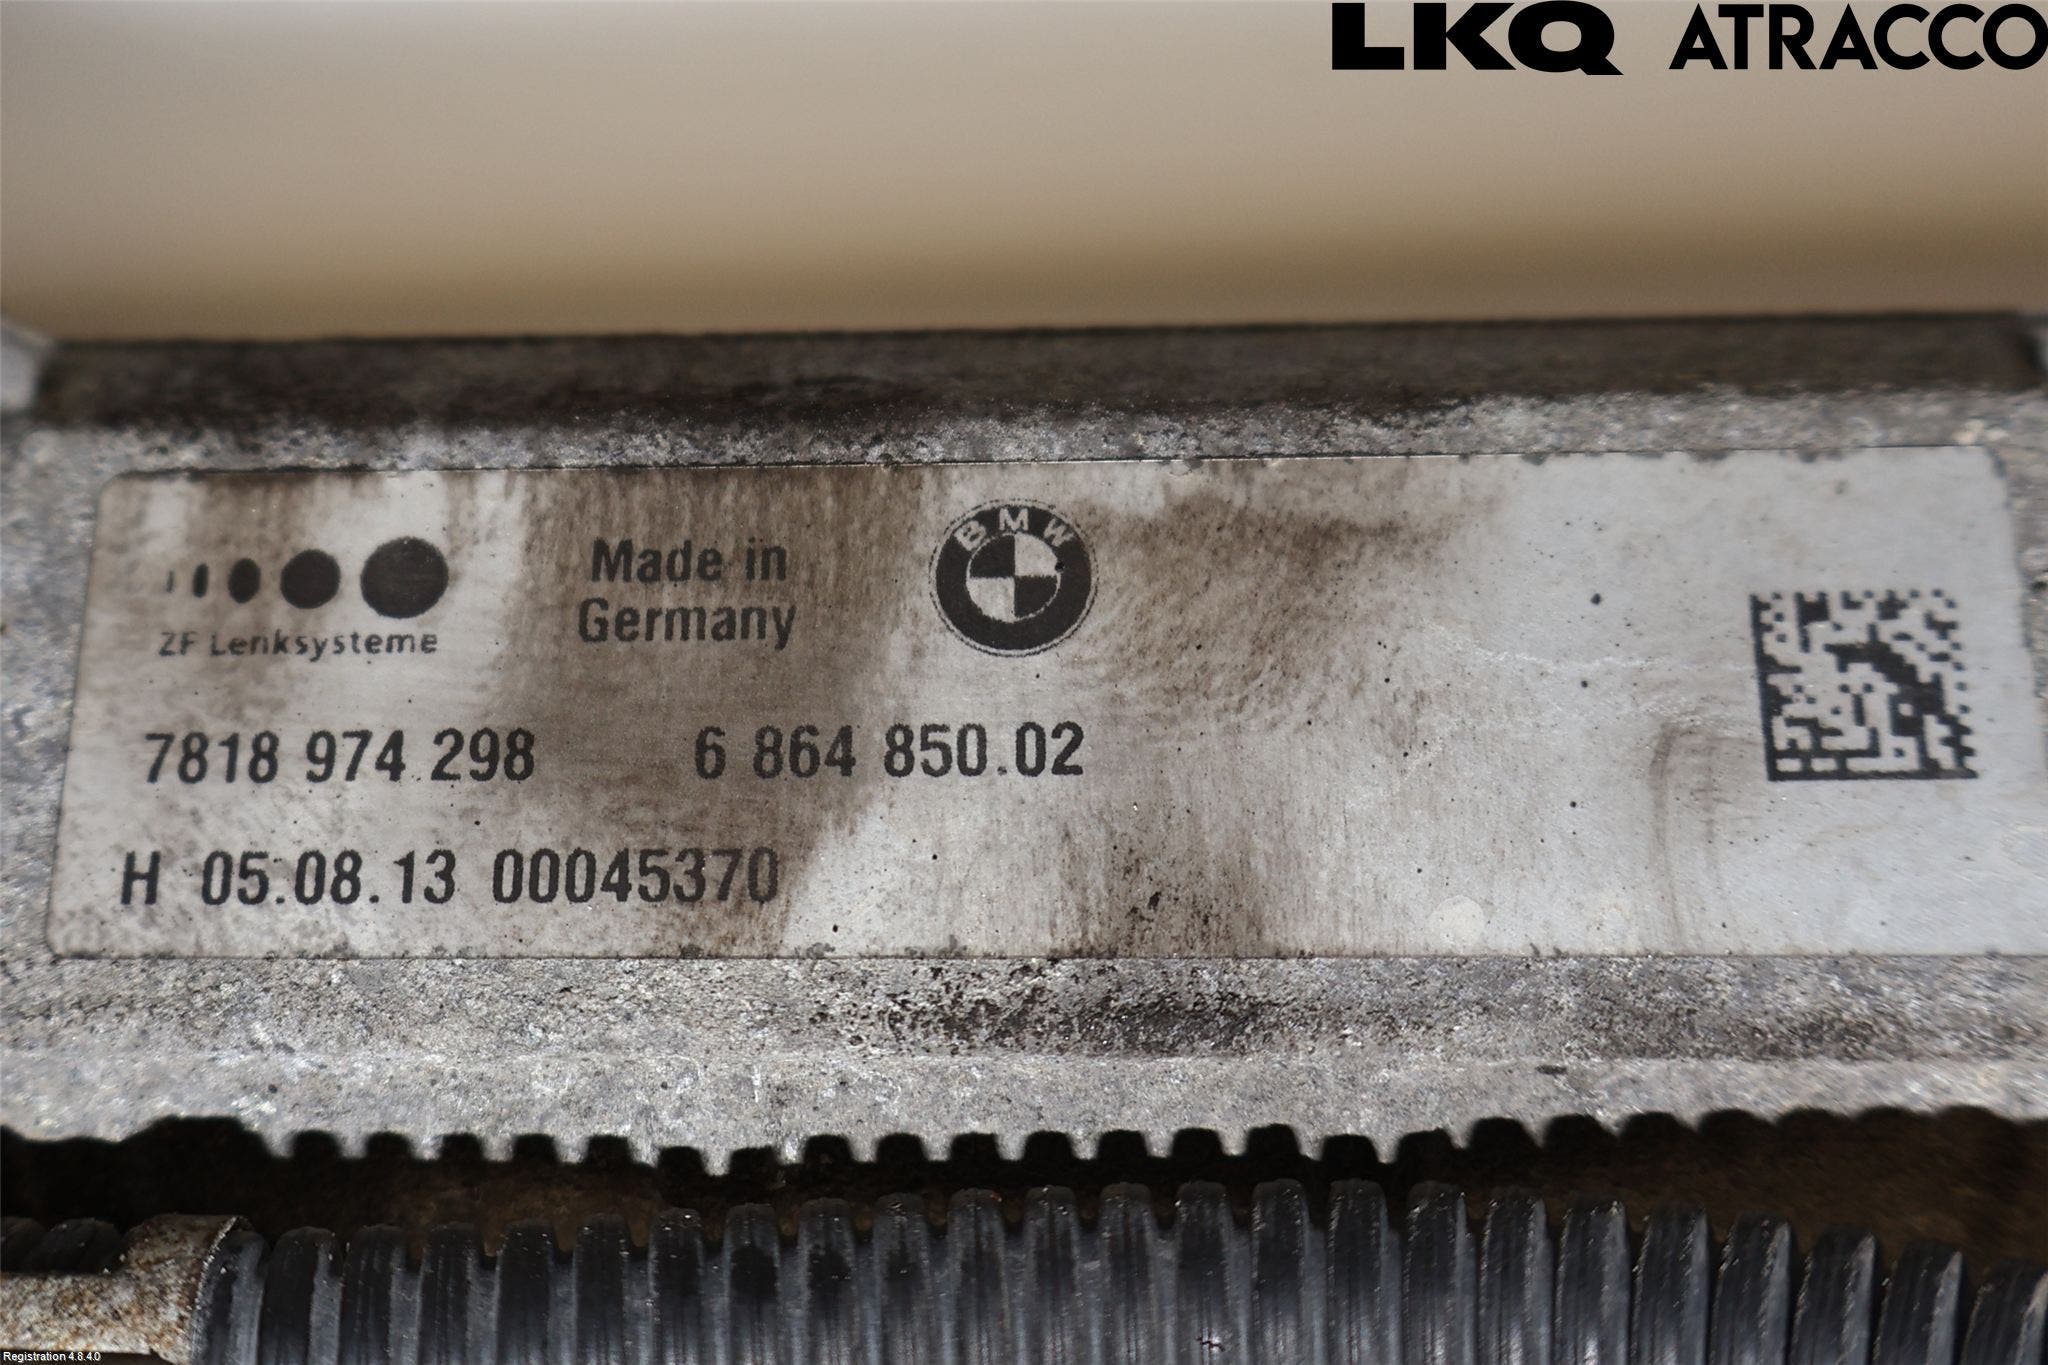 LKQ ATRACCO
Made in
Germany
BMW
ZF Lenksysteme
7818 974 298 6 864 850.02
H 05.08.13 00045370
Registration 4.8.4.0